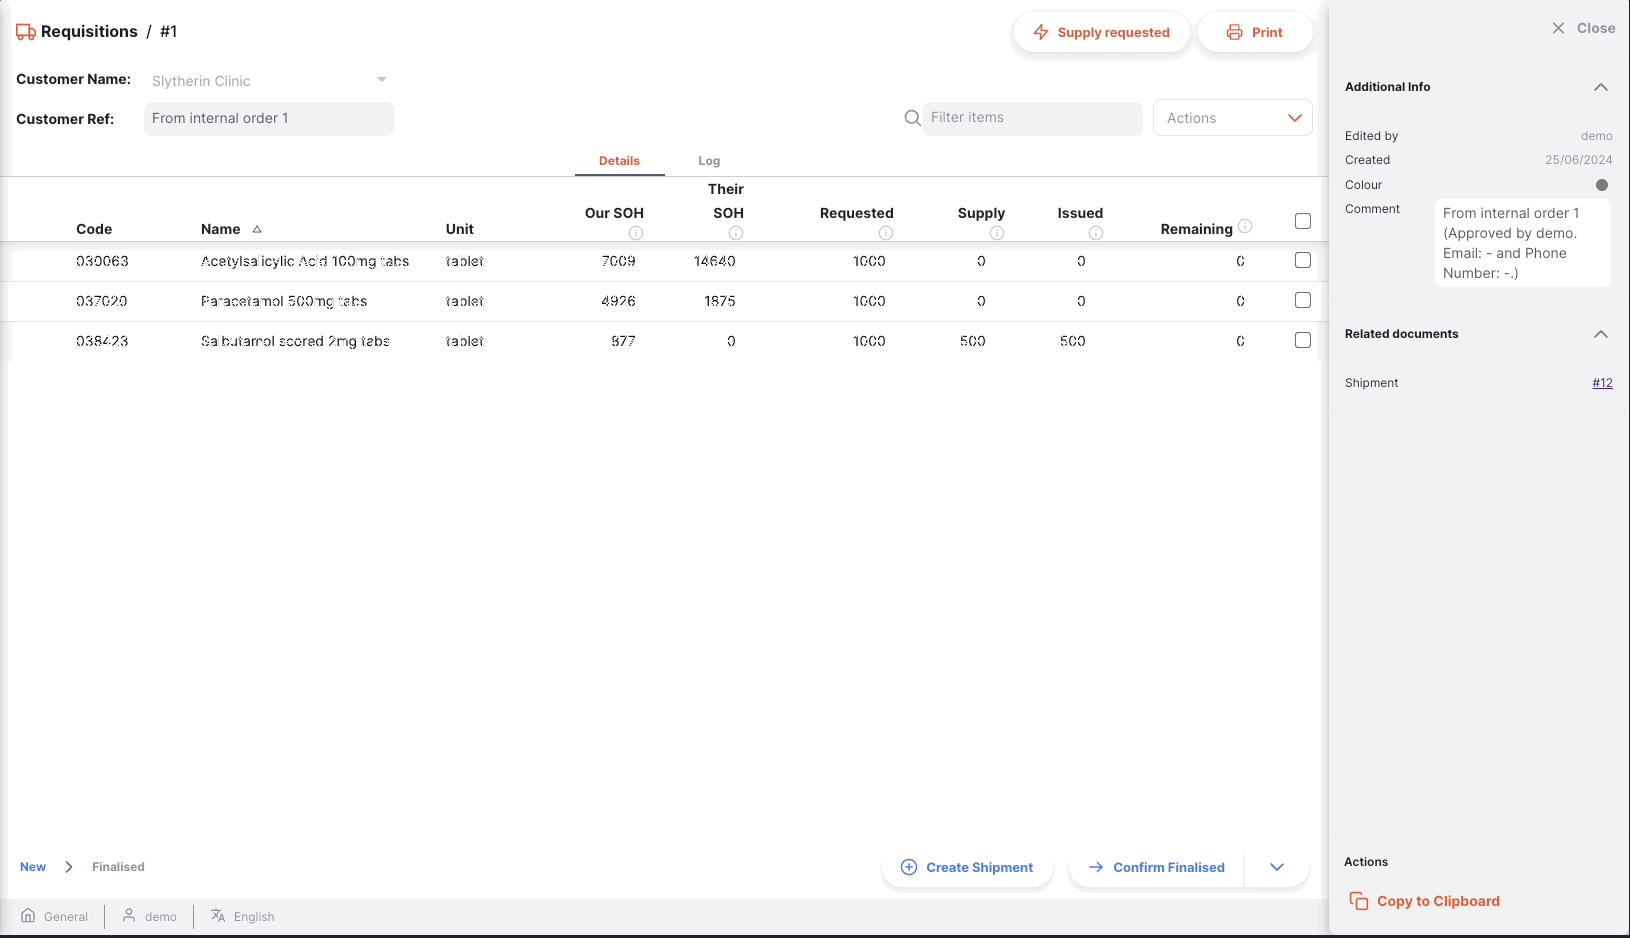 Requisitions / #1
Supply requested
Print
Close
Customer Name: Slytherin Clinic
Customer Ref: From internal order 1
Filter items
Actions
Details Log
Code Name Unit Our SOH Their SOH Requested Supply Issued Remaining
030063 Acetylsalicylic Acid 100mg tabs tablet 7009 14640 1000 0 0 0
037020 Paracetamol 500mg tabs tablet 4926 1875 1000 0 0 0
038423 Salbutamol scored 2mg tabs tablet 977 0 1000 500 500 0
Additional Info
Edited by demo
Created 25/06/2024
Colour
Comment From internal order 1
(Approved by demo.
Email: - and Phone
Number: -.)
Related documents
Shipment #12
New Finalised
Create Shipment
Confirm Finalised
Actions
Copy to Clipboard
General demo English